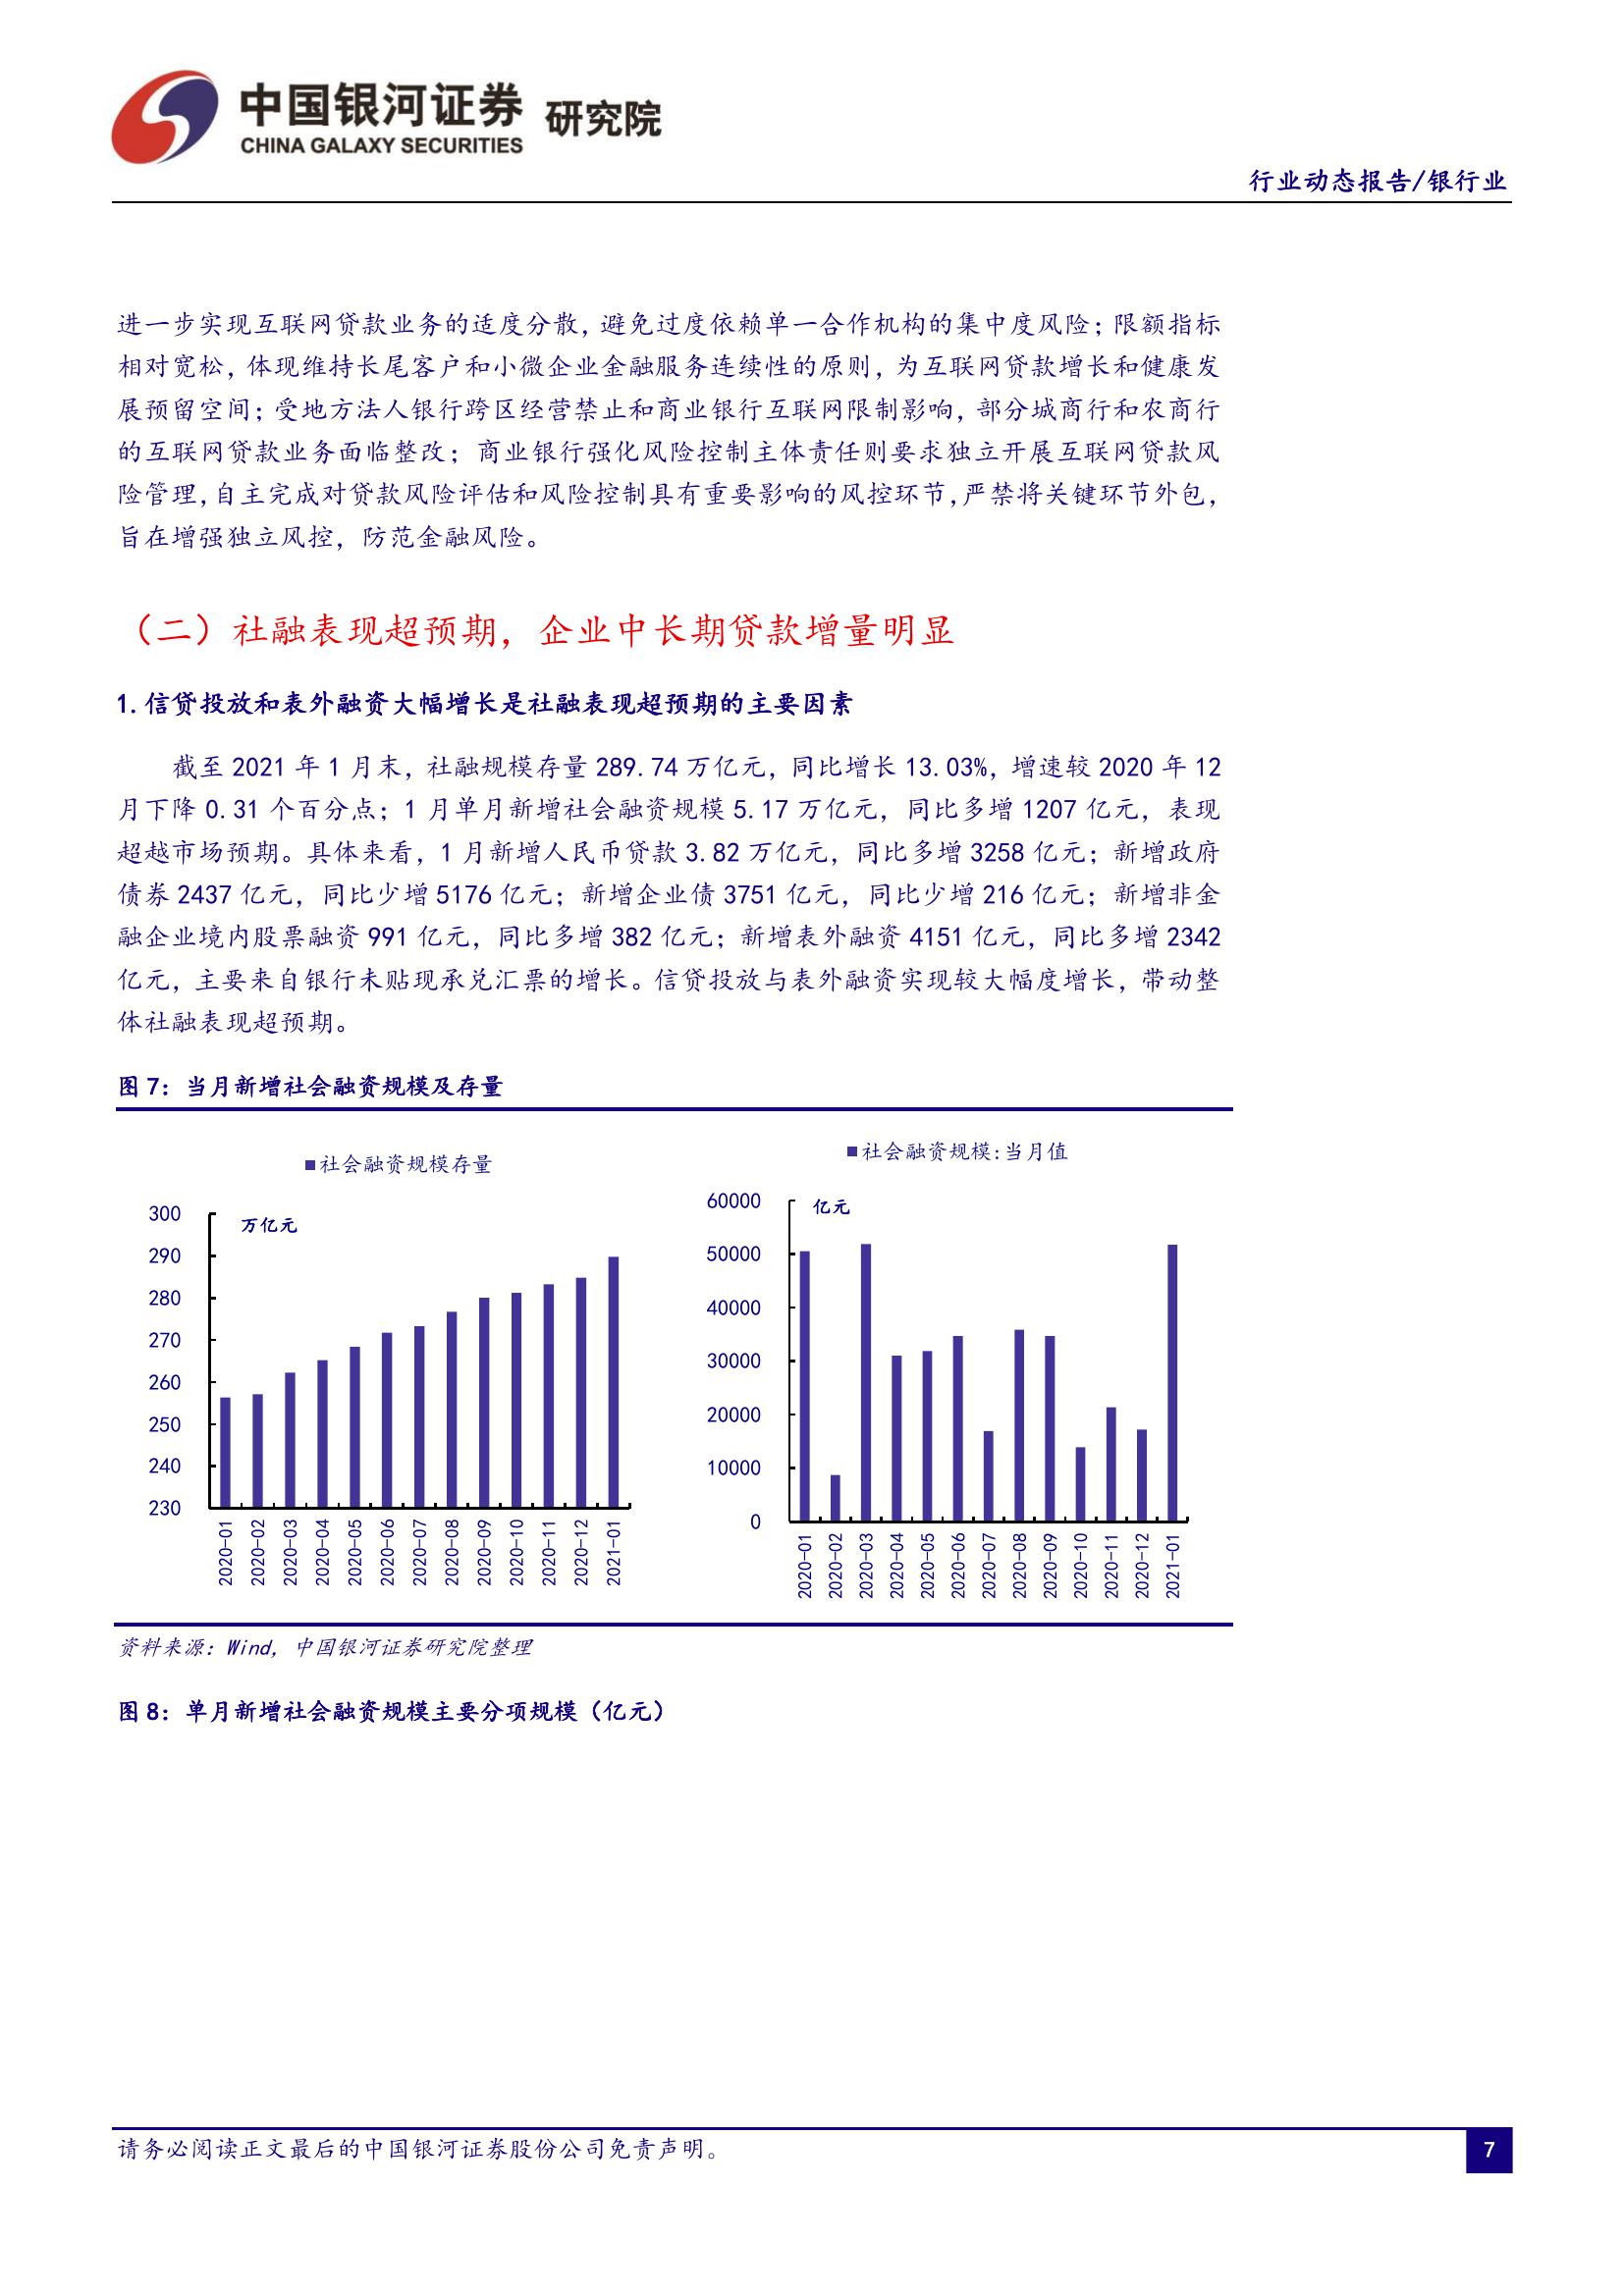 中国银河证券 研究院
CHINA GALAXY SECURITIES
行业动态报告/银行业
进一步实现互联网贷款业务的适度分散，避免过度依赖单一合作机构的集中度风险；限额指标
相对宽松，体现维持长尾客户和小微企业金融服务连续性的原则，为互联网贷款增长和健康发
展预留空间；受地方法人银行跨区经营禁止和商业银行互联网限制影响，部分城商行和农商行
的互联网贷款业务面临整改；商业银行强化风险控制主体责任则要求独立开展互联网贷款风
险管理，自主完成对贷款风险评估和风险控制具有重要影响的风控环节，严禁将关键环节外包，
旨在增强独立风控，防范金融风险。
（二）社融表现超预期，企业中长期贷款增量明显
1.信贷投放和表外融资大幅增长是社融表现超预期的主要因素
截至 2021 年 1 月末，社融规模存量 289.74 万亿元，同比增长 13.03%，增速较 2020 年 12
月下降 0.31 个百分点；1 月单月新增社会融资规模 5.17 万亿元，同比多增 1207 亿元，表现
超越市场预期。具体来看，1 月新增人民币贷款 3.82 万亿元，同比多增 3258 亿元；新增政府
债券 2437 亿元，同比少增 5176 亿元；新增企业债 3751 亿元，同比少增 216 亿元；新增非金
融企业境内股票融资 991 亿元，同比多增 382 亿元；新增表外融资 4151 亿元，同比多增 2342
亿元，主要来自银行未贴现承兑汇票的增长。信贷投放与表外融资实现较大幅度增长，带动整
体社融表现超预期。
图 7：当月新增社会融资规模及存量
社会融资规模存量
万亿元
300
290
280
270
260
250
240
230
2020-01
2020-02
2020-03
2020-04
2020-05
2020-06
2020-07
2020-08
2020-09
2020-10
2020-11
2020-12
2021-01
社会融资规模:当月值
亿元
60000
50000
40000
30000
20000
10000
0
2020-01
2020-02
2020-03
2020-04
2020-05
2020-06
2020-07
2020-08
2020-09
2020-10
2020-11
2020-12
2021-01
资料来源：Wind，中国银河证券研究院整理
图 8：单月新增社会融资规模主要分项规模（亿元）
请务必阅读正文最后的中国银河证券股份公司免责声明。
7